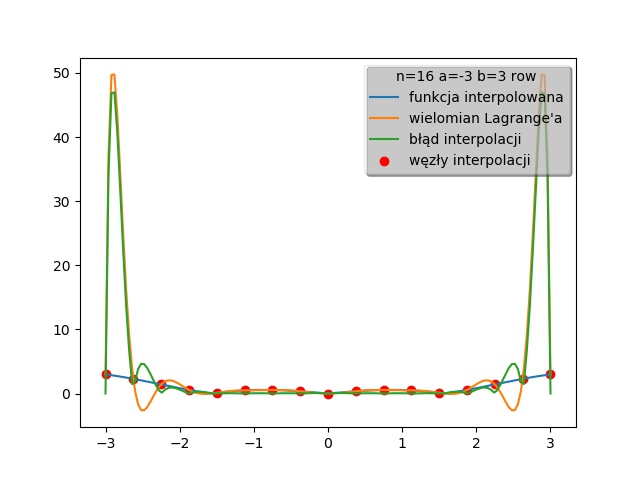 n=16 a=-3 b=3 row
funkcja interpolowana
wielomian Lagrange'a
błąd interpolacji
węzły interpolacji
50
40
30
20
10
0
−3 −2 −1 0 1 2 3